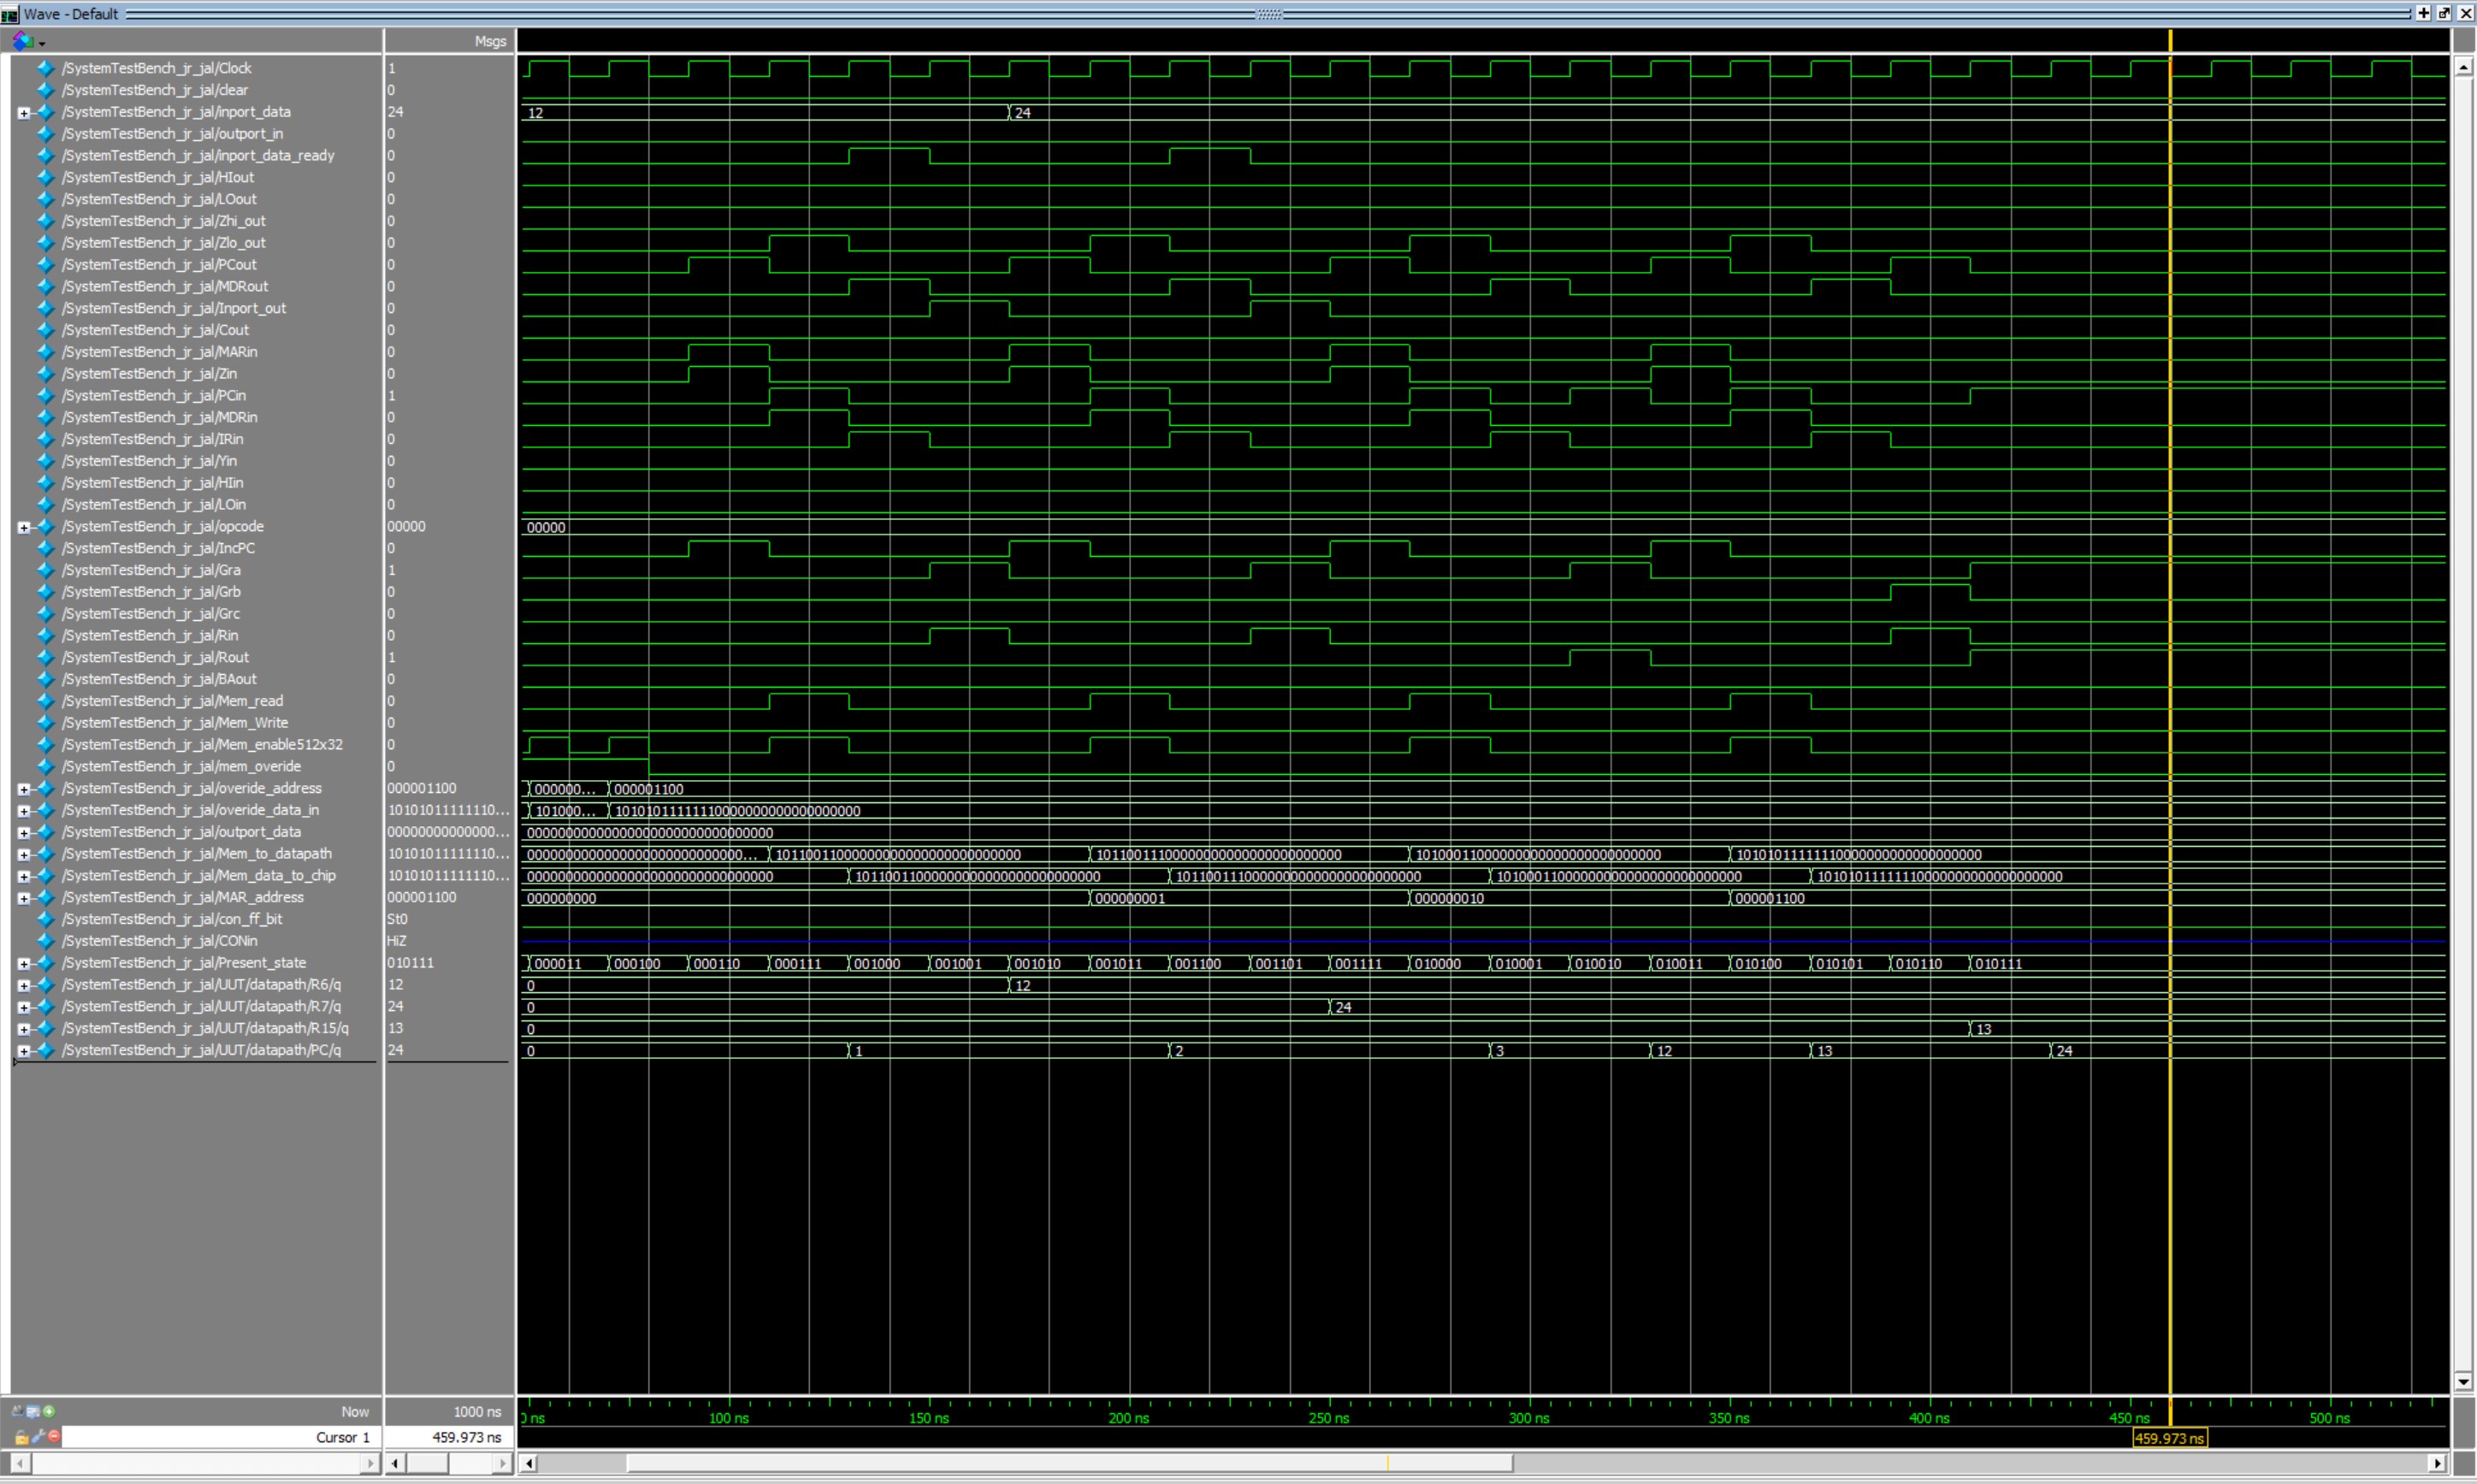 Wave - Default
Msgs
/SystemTestBench_jr_jal/Clock 1
/SystemTestBench_jr_jal/clear 0
/SystemTestBench_jr_jal/inport_data 24 12 24
/SystemTestBench_jr_jal/outport_in 0
/SystemTestBench_jr_jal/inport_data_ready 0
/SystemTestBench_jr_jal/HIout 0
/SystemTestBench_jr_jal/LOout 0
/SystemTestBench_jr_jal/Zhi_out 0
/SystemTestBench_jr_jal/Zlo_out 0
/SystemTestBench_jr_jal/PCout 0
/SystemTestBench_jr_jal/MDRout 0
/SystemTestBench_jr_jal/Inport_out 0
/SystemTestBench_jr_jal/Cout 0
/SystemTestBench_jr_jal/MARin 0
/SystemTestBench_jr_jal/Zin 0
/SystemTestBench_jr_jal/PCin 1
/SystemTestBench_jr_jal/MDRin 0
/SystemTestBench_jr_jal/IRin 0
/SystemTestBench_jr_jal/Yin 0
/SystemTestBench_jr_jal/HIin 0
/SystemTestBench_jr_jal/LOin 0
/SystemTestBench_jr_jal/opcode 00000 00000
/SystemTestBench_jr_jal/IncPC 0
/SystemTestBench_jr_jal/Gra 1
/SystemTestBench_jr_jal/Grb 0
/SystemTestBench_jr_jal/Grc 0
/SystemTestBench_jr_jal/Rin 0
/SystemTestBench_jr_jal/Rout 1
/SystemTestBench_jr_jal/BAout 0
/SystemTestBench_jr_jal/Mem_read 0
/SystemTestBench_jr_jal/Mem_Write 0
/SystemTestBench_jr_jal/Mem_enable512x32 0
/SystemTestBench_jr_jal/mem_overide 0
/SystemTestBench_jr_jal/overide_address 000001100 000000... 000001100
/SystemTestBench_jr_jal/overide_data_in 10101011111110... 101000... 10101011111110000000000000000000
/SystemTestBench_jr_jal/outport_data 00000000000000... 00000000000000000000000000000000
/SystemTestBench_jr_jal/Mem_to_datapath 10101011111110... 0000000000000000000000000000... 10110011000000000000000000000000 10110011100000000000000000000000 10100011000000000000000000000000 10101011111110000000000000000000
/SystemTestBench_jr_jal/Mem_data_to_chip 10101011111110... 00000000000000000000000000000000 10110011000000000000000000000000 10110011100000000000000000000000 10100011000000000000000000000000 10101011111110000000000000000000
/SystemTestBench_jr_jal/MAR_address 000001100 000000000 000000001 000000010 000001100
/SystemTestBench_jr_jal/con_ff_bit St0
/SystemTestBench_jr_jal/CONin HiZ
/SystemTestBench_jr_jal/Present_state 010111 000011 000100 000110 000111 001000 001001 001010 001011 001100 001101 001111 010000 010001 010010 010011 010100 010101 010110 010111
/SystemTestBench_jr_jal/UUT/datapath/R6/q 12 0 12
/SystemTestBench_jr_jal/UUT/datapath/R7/q 24 0 24
/SystemTestBench_jr_jal/UUT/datapath/R15/q 13 0 13
/SystemTestBench_jr_jal/UUT/datapath/PC/q 24 0 1 2 3 12 13 24
Now 1000 ns 100 ns 150 ns 200 ns 250 ns 300 ns 350 ns 400 ns 450 ns 500 ns
Cursor 1 459.973 ns 459.973 ns